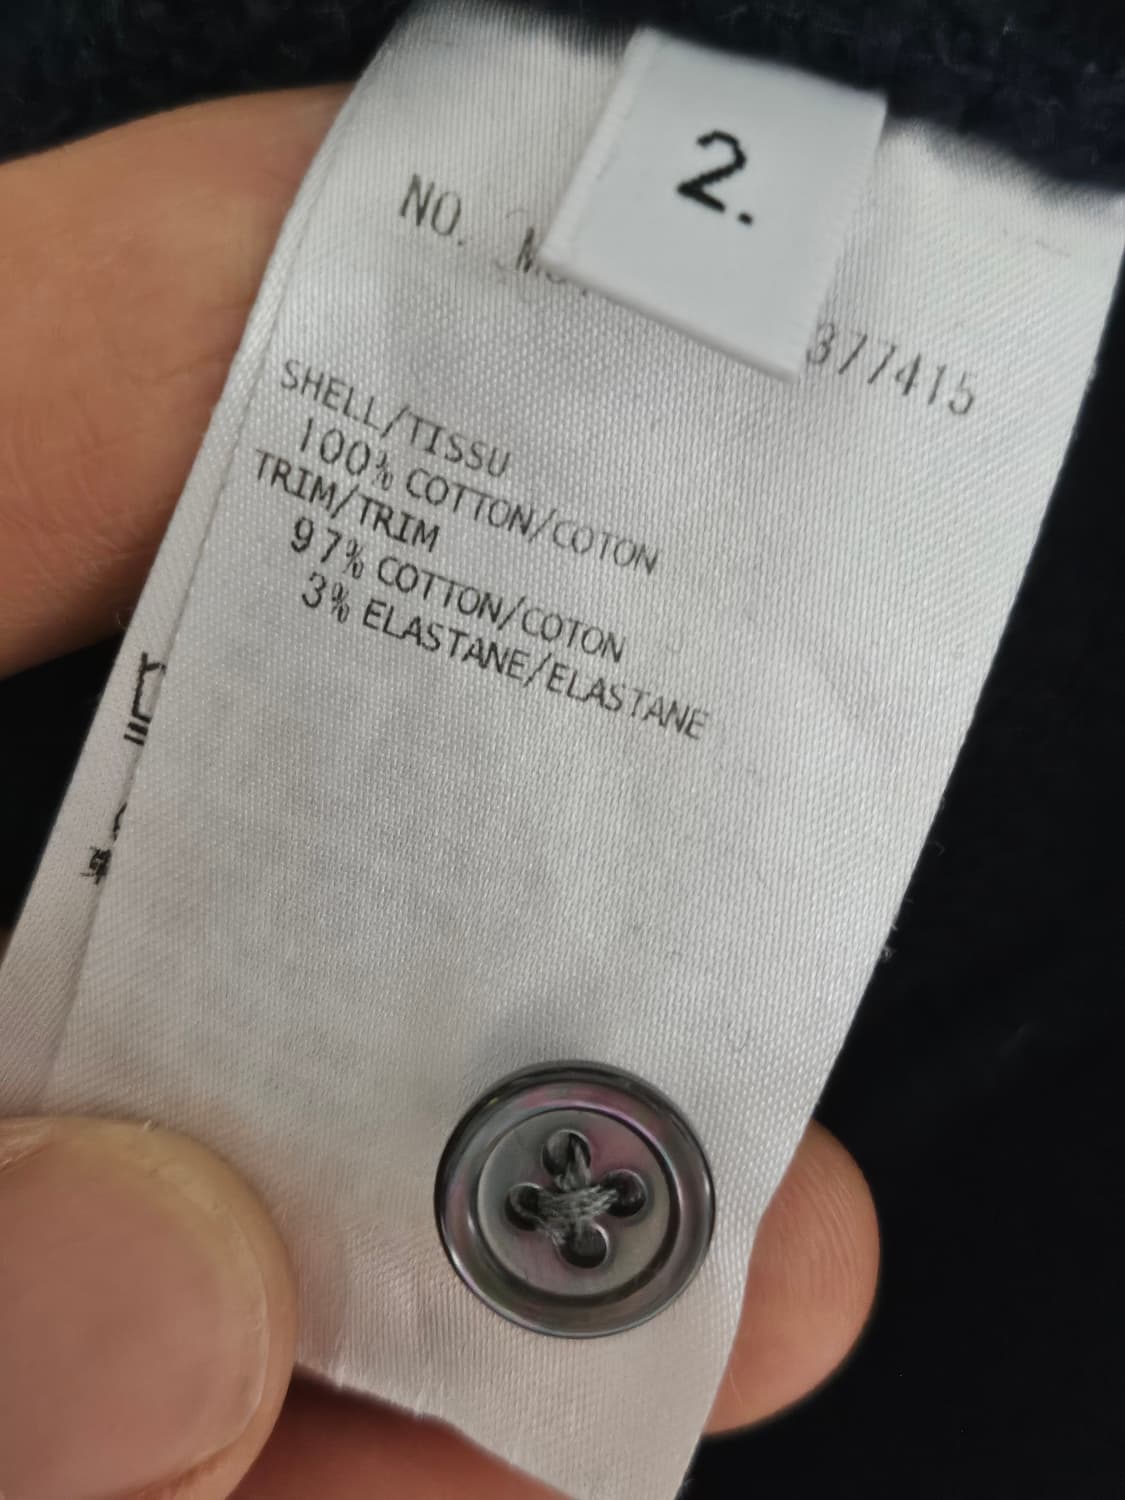 2.
NO.
377415
SHELL/TISSU
100% COTTON/COTON
TRIM/TRIM
97% COTTON/COTON
3% ELASTANE/ELASTANE